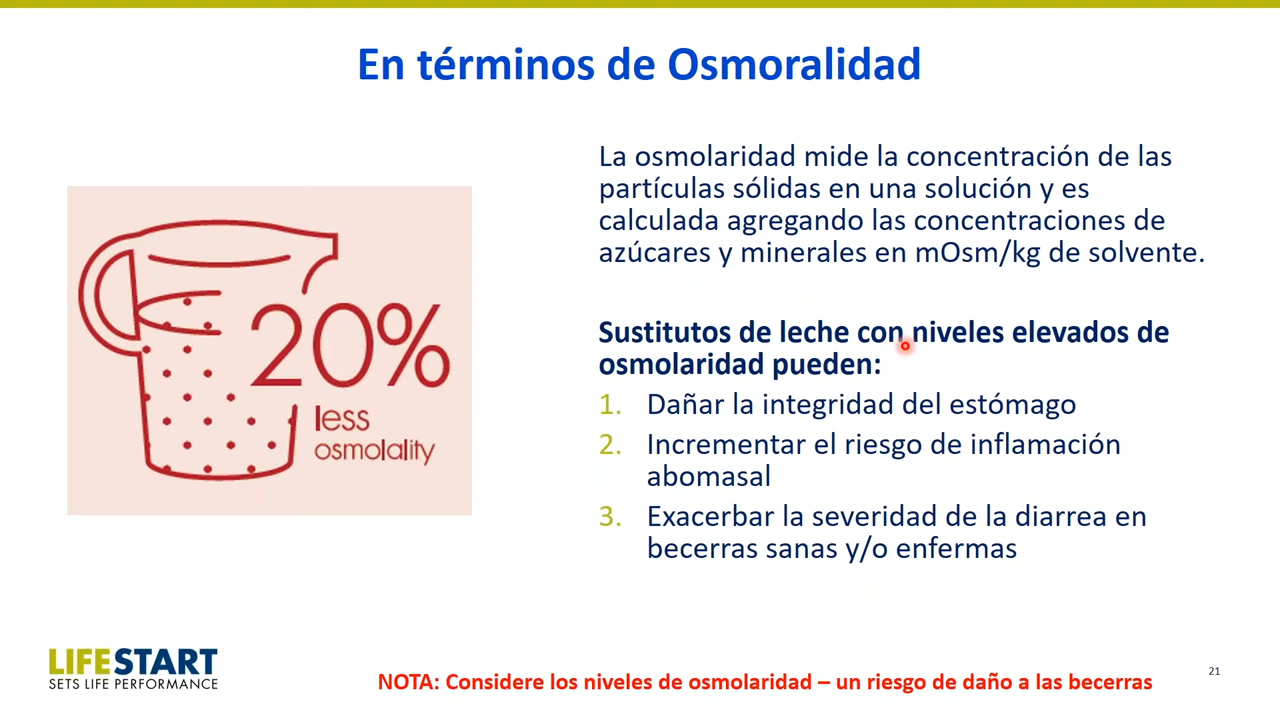 En términos de Osmoralidad
La osmolaridad mide la concentración de las
partículas sólidas en una solución y es
calculada agregando las concentraciones de
azúcares y minerales en mOsm/kg de solvente.
20%
less
osmolality
Sustitutos de leche con niveles elevados de
osmolaridad pueden:
1. Dañar la integridad del estómago
2. Incrementar el riesgo de inflamación
abomasal
3. Exacerbar la severidad de la diarrea en
becerras sanas y/o enfermas
LIFESTART
SETS LIFE PERFORMANCE
NOTA: Considere los niveles de osmolaridad – un riesgo de daño a las becerras
21